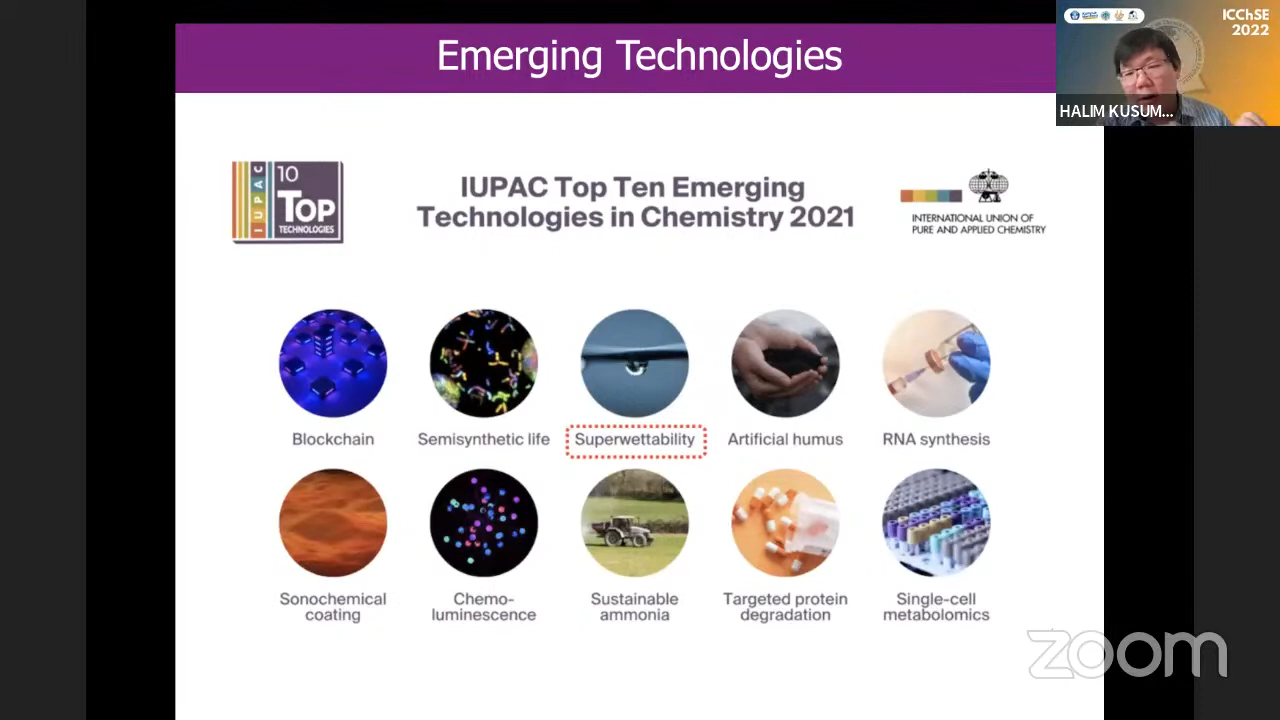 Emerging Technologies
ICChSE
2022
HALIM KUSUM...
IUPAC
10
TOP
TECHNOLOGIES
IUPAC Top Ten Emerging
Technologies in Chemistry 2021
INTERNATIONAL UNION OF
PURE AND APPLIED CHEMISTRY
Blockchain
Semisynthetic life
Superwettability
Artificial humus
RNA synthesis
Sonochemical
coating
Chemo-
luminescence
Sustainable
ammonia
Targeted protein
degradation
Single-cell
metabolomics
zoom